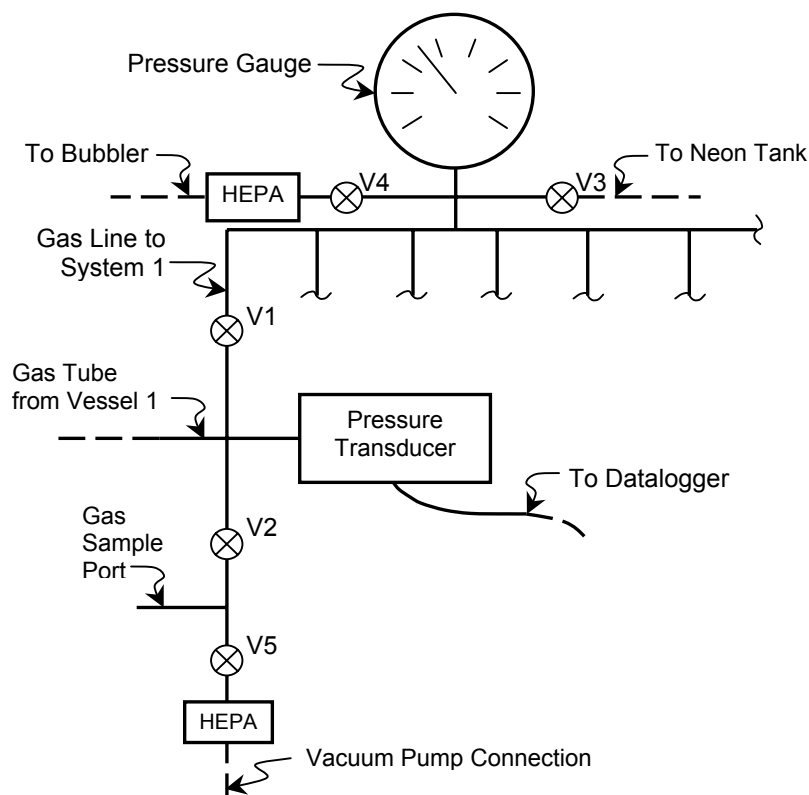 Pressure Gauge
To Bubbler
To Neon Tank
HEPA
V4
V3
Gas Line to
System 1
V1
Gas Tube
from Vessel 1
Pressure
Transducer
To Datalogger
Gas
Sample
Port
V2
V5
HEPA
Vacuum Pump Connection